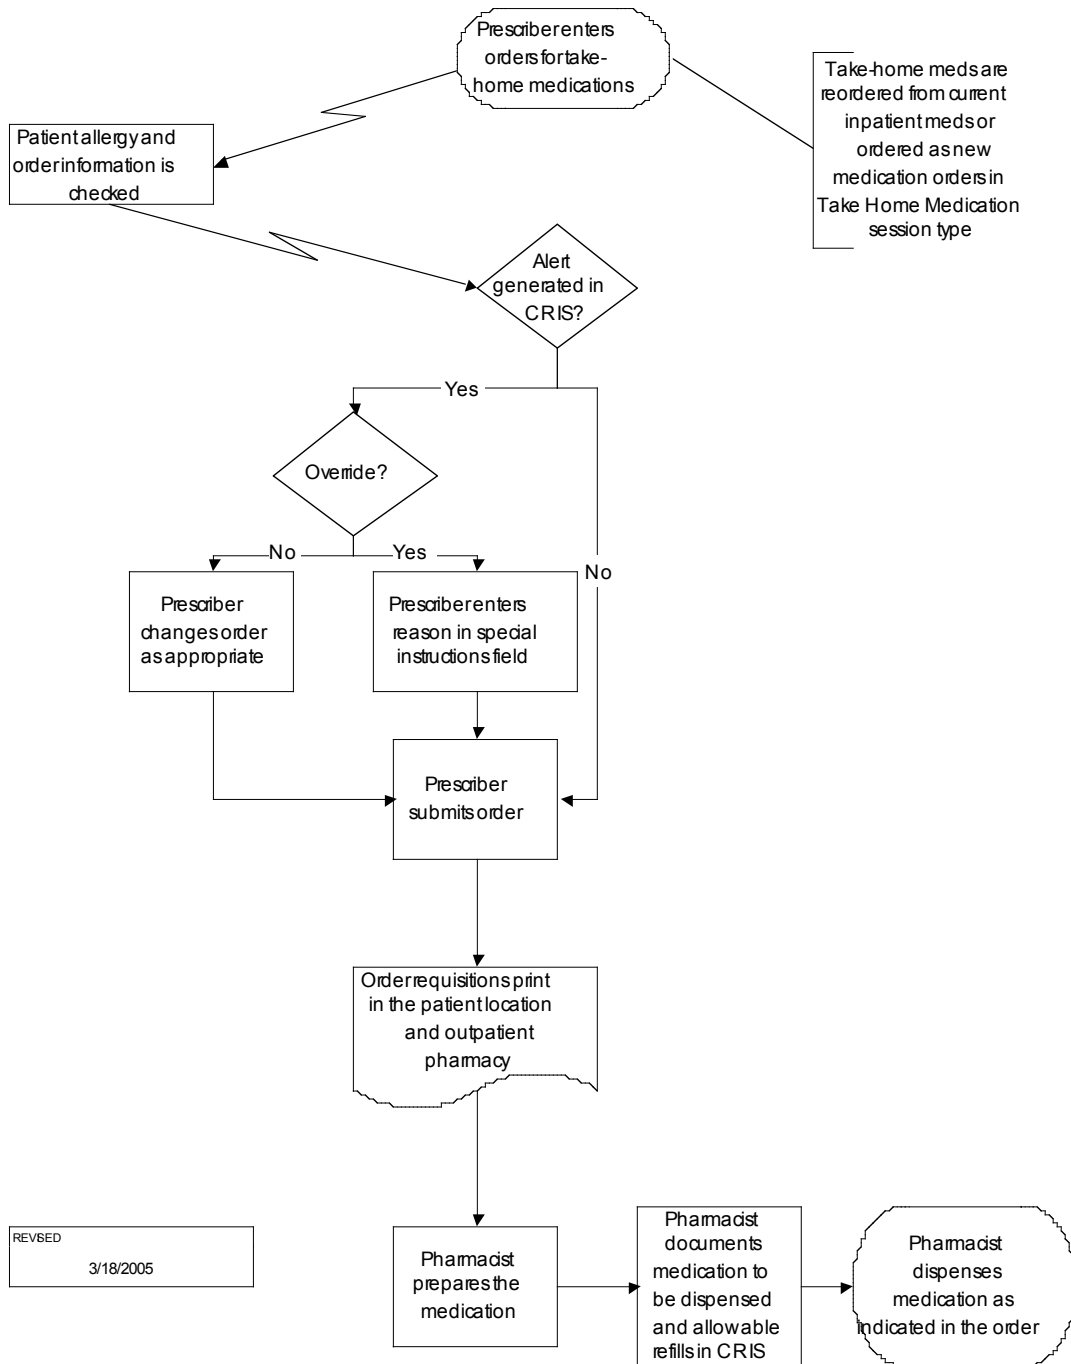 Prescriber enters
orders for take-
home medications
Take-home meds are
reordered from current
inpatient meds or
ordered as new
medication orders in
Take Home Medication
session type
Patient allergy and
order information is
checked
Alert
generated in
CRIS?
Yes
Override?
No
Yes
No
Prescriber
changes order
as appropriate
Prescriber enters
reason in special
instructions field
Prescriber
submits order
Order requisitions print
in the patient location
and outpatient
pharmacy
REVISED
3/18/2005
Pharmacist
prepares the
medication
Pharmacist
documents
medication to
be dispensed
and allowable
refills in CRIS
Pharmacist
dispenses
medication as
indicated in the order